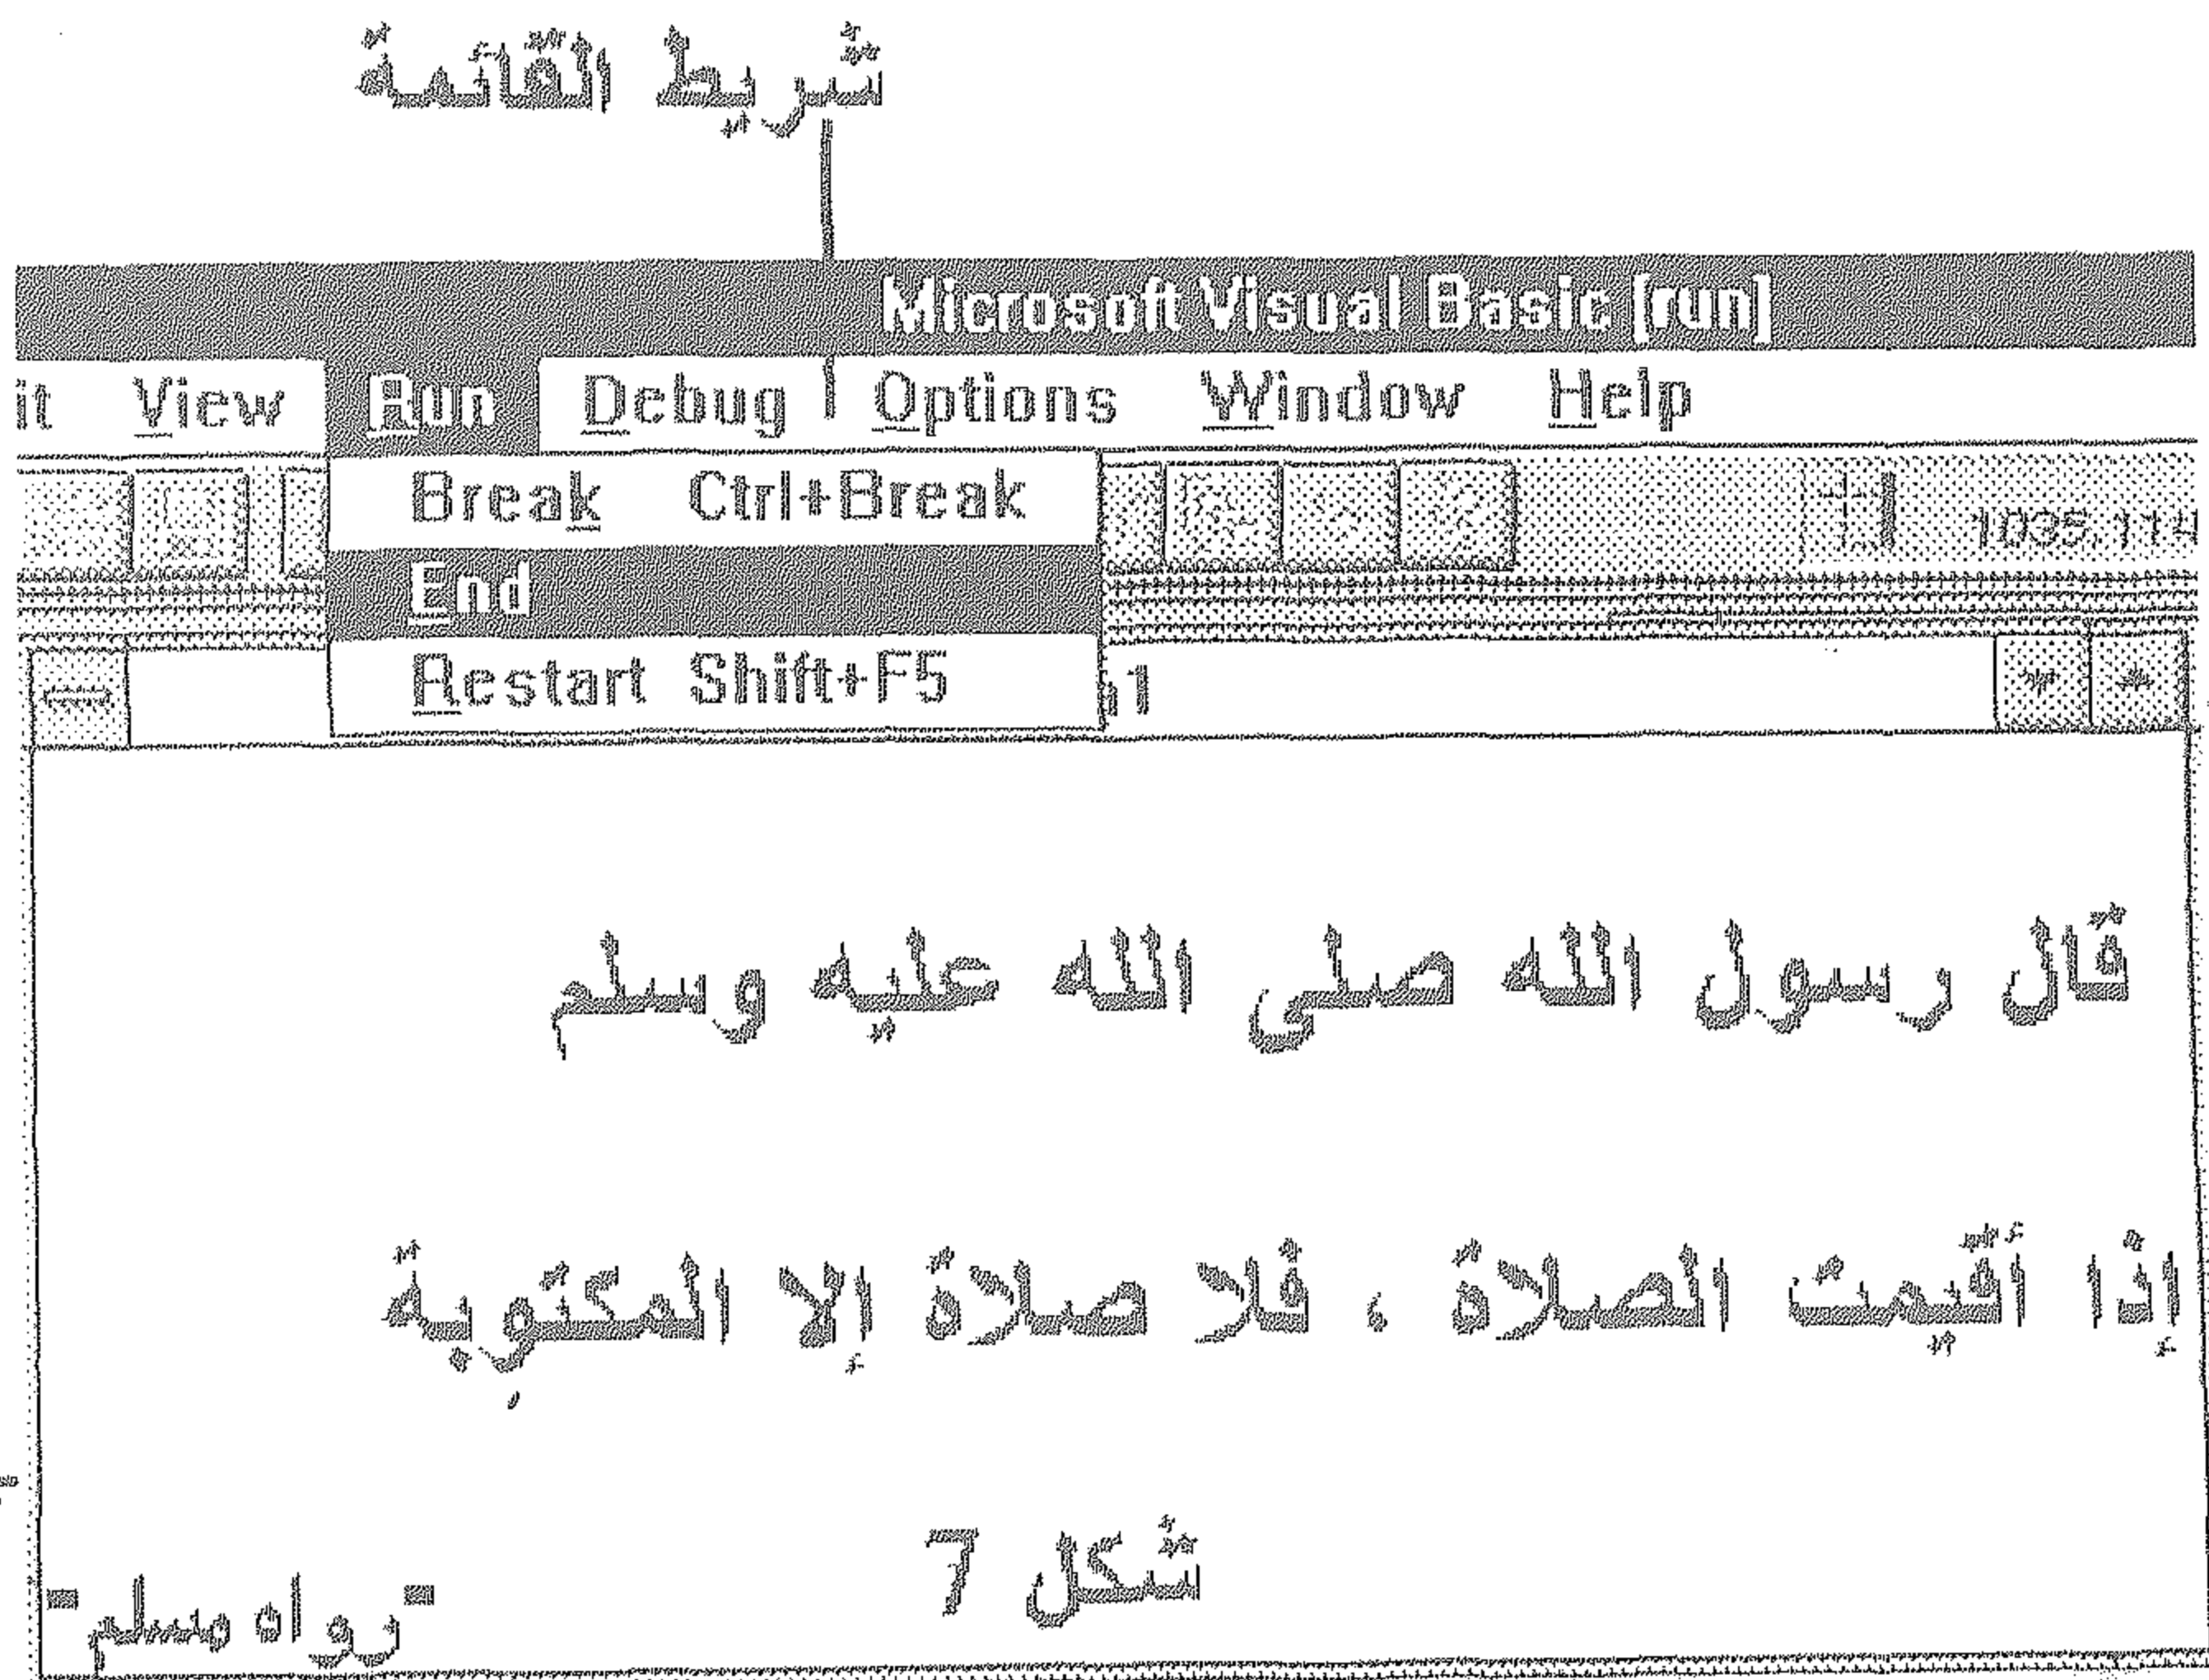 شريط القائمة
Microsoft Visual Basic [run]
it View Run Debug Options Window Help
Break Ctrl+Break
End
Restart Shift+F5
قال رسول الله صلى الله عليه وسلم
إذا أقيمت الصلاة ، فلا صلاة إلا المكتوبة
شكل 7
-رواه مسلم-